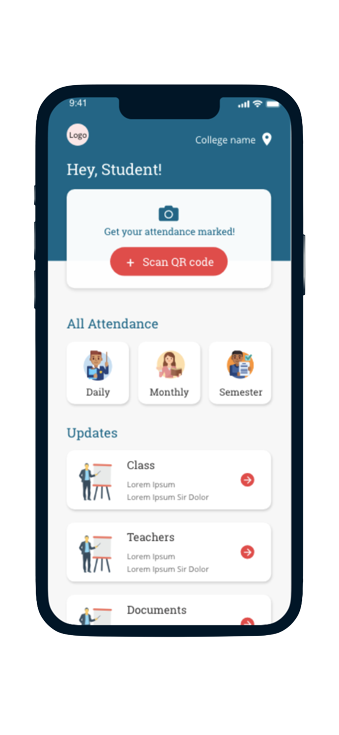 9:41
Logo
College name
Hey, Student!
Get your attendance marked!
+ Scan QR code
All Attendance
Daily
Monthly
Semester
Updates
Class
Lorem Ipsum
Lorem Ipsum Sir Dolor
Teachers
Lorem Ipsum
Lorem Ipsum Sir Dolor
Documents